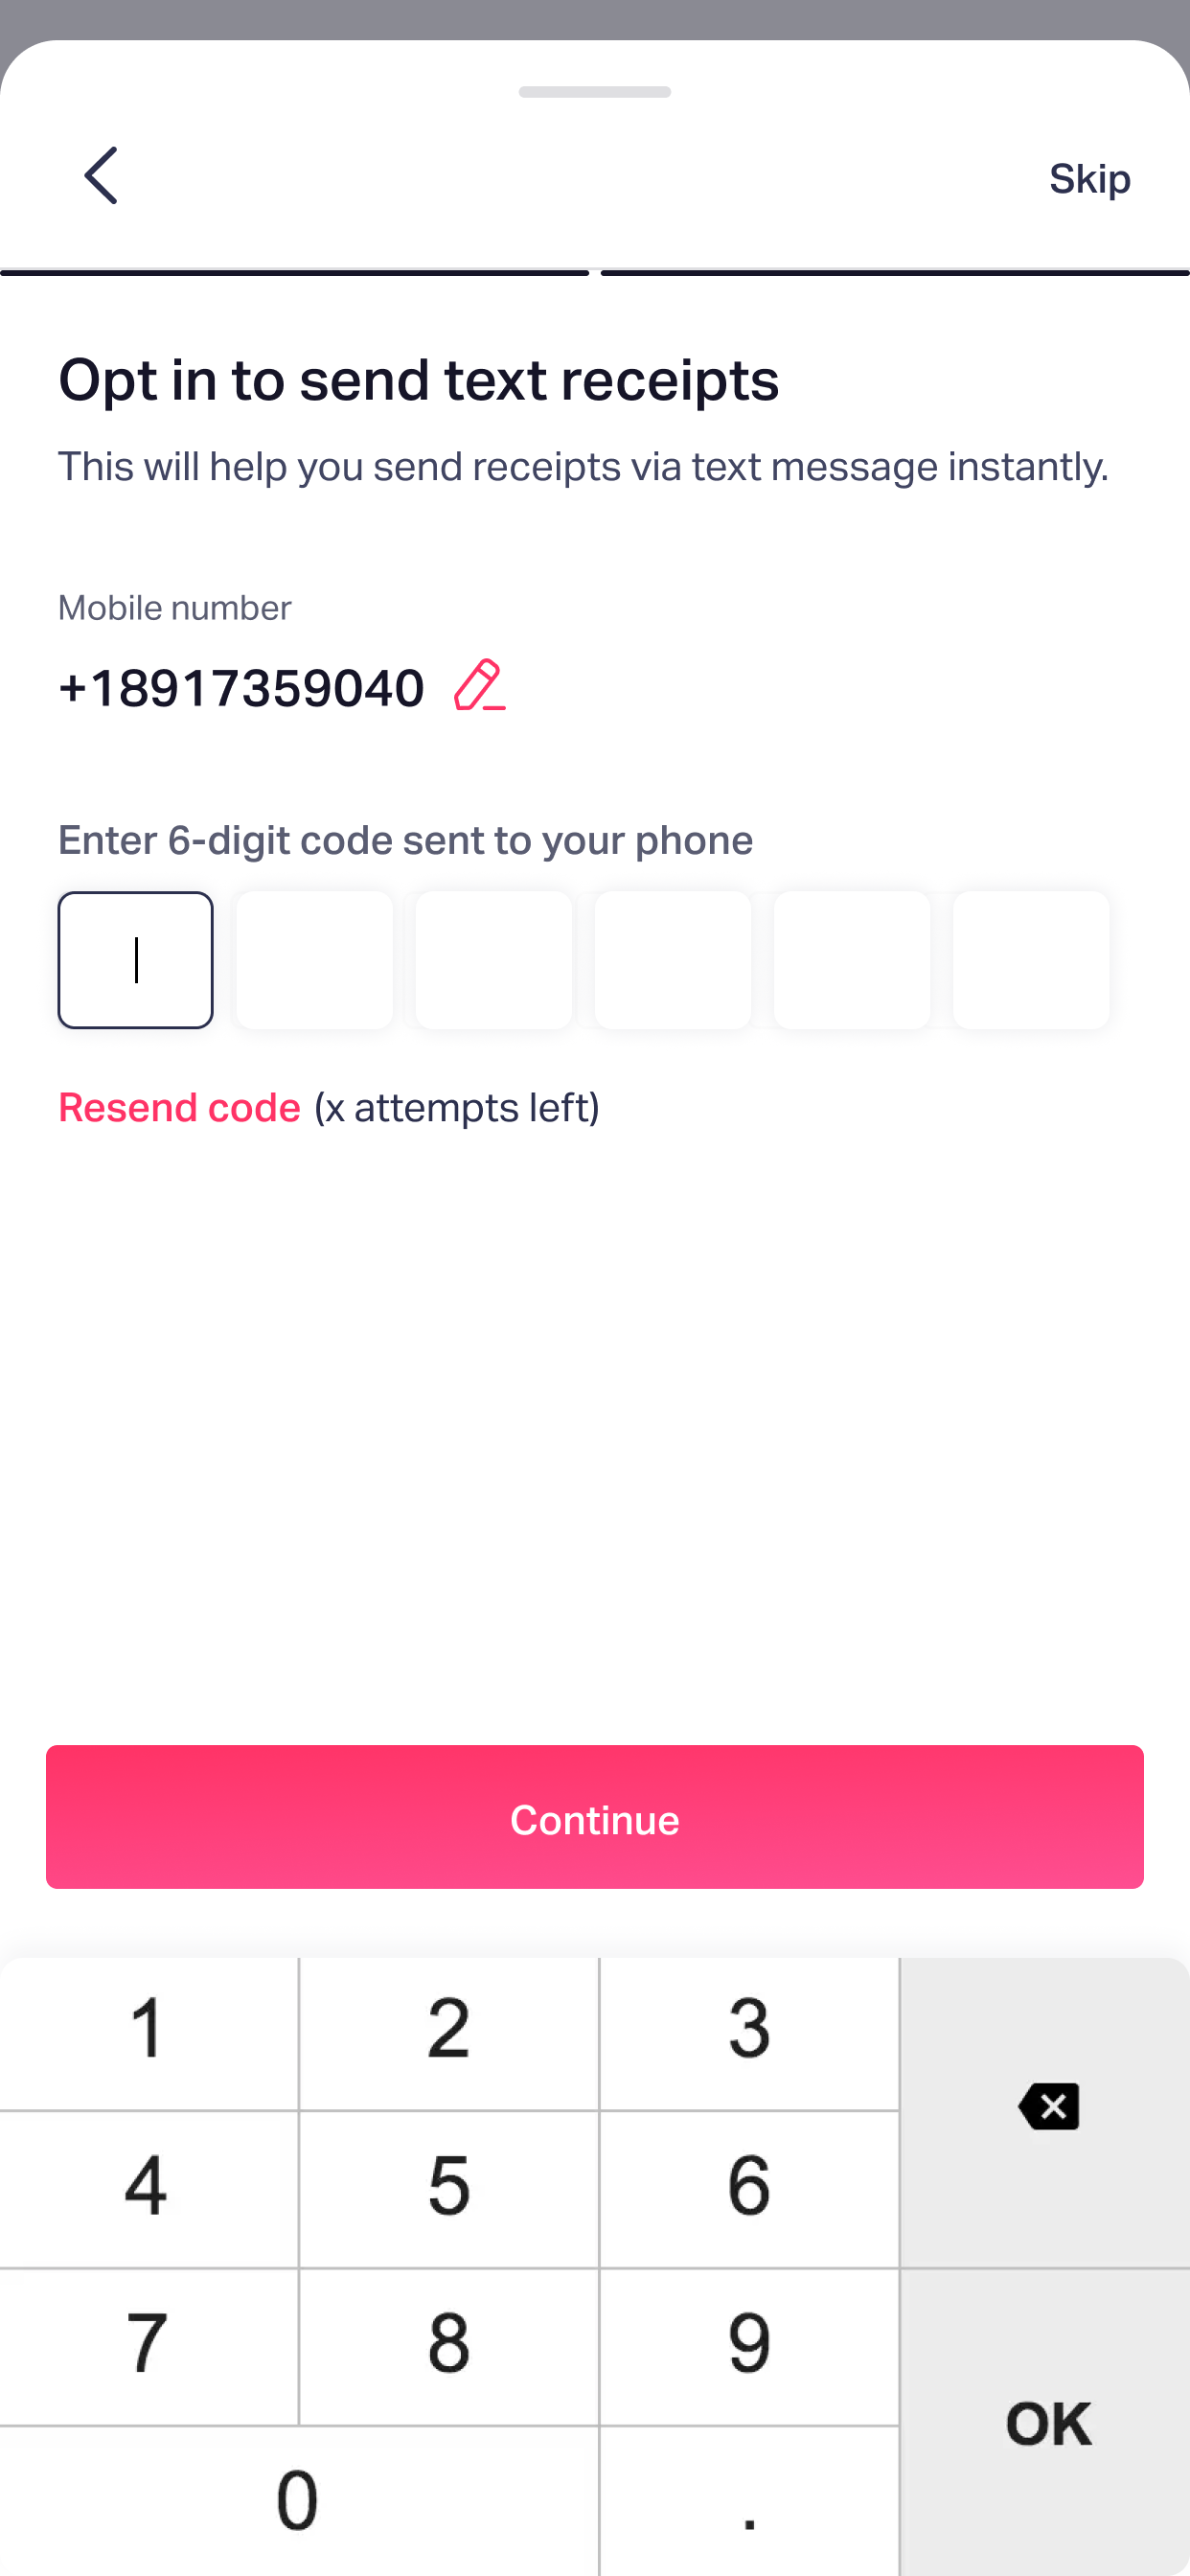 Skip
Opt in to send text receipts
This will help you send receipts via text message instantly.
Mobile number
+18917359040
Enter 6-digit code sent to your phone
Resend code (x attempts left)
Continue
1 2 3
4 5 6
7 8 9
OK
0 .